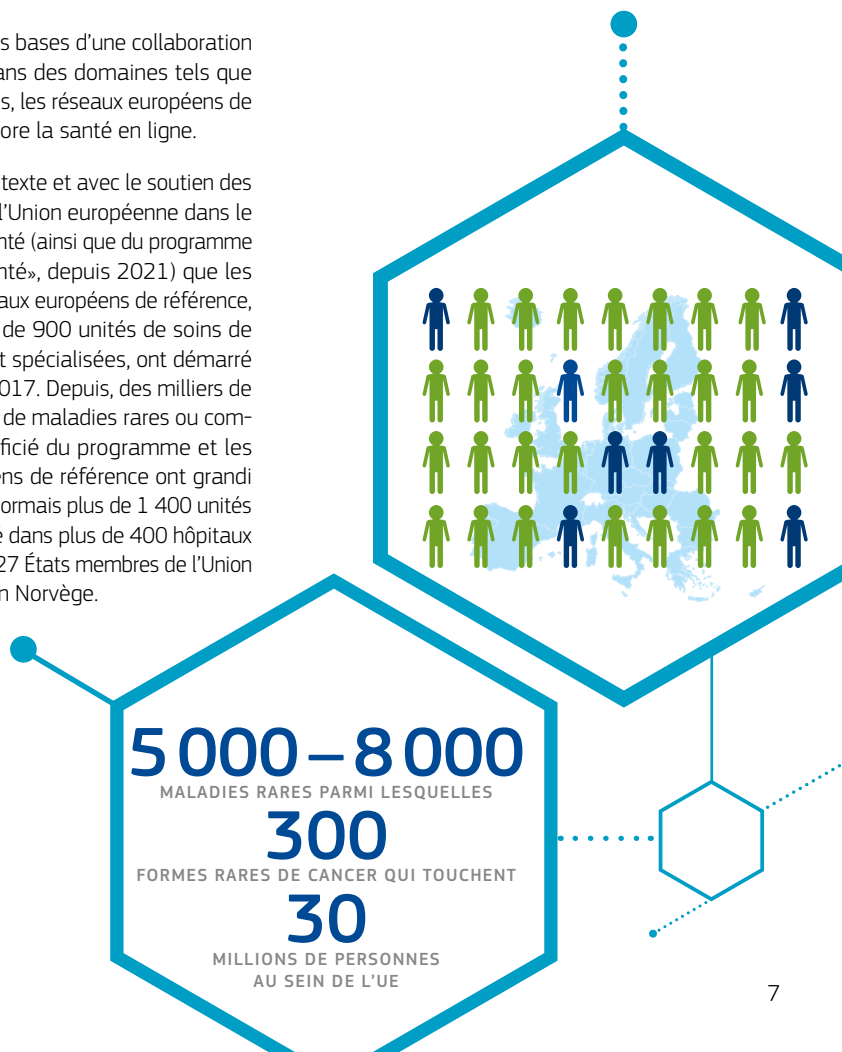 s bases d’une collaboration
ans des domaines tels que
s, les réseaux européens de
ore la santé en ligne.
texte et avec le soutien des
l’Union européenne dans le
nté (ainsi que du programme
nté», depuis 2021) que les
aux européens de référence,
de 900 unités de soins de
t spécialisées, ont démarré
017. Depuis, des milliers de
de maladies rares ou com-
ficié du programme et les
ens de référence ont grandi
ormais plus de 1 400 unités
é dans plus de 400 hôpitaux
27 États membres de l’Union
n Norvège.
5 000 – 8 000
MALADIES RARES PARMI LESQUELLES
300
FORMES RARES DE CANCER QUI TOUCHENT
30
MILLIONS DE PERSONNES
AU SEIN DE L’UE
7